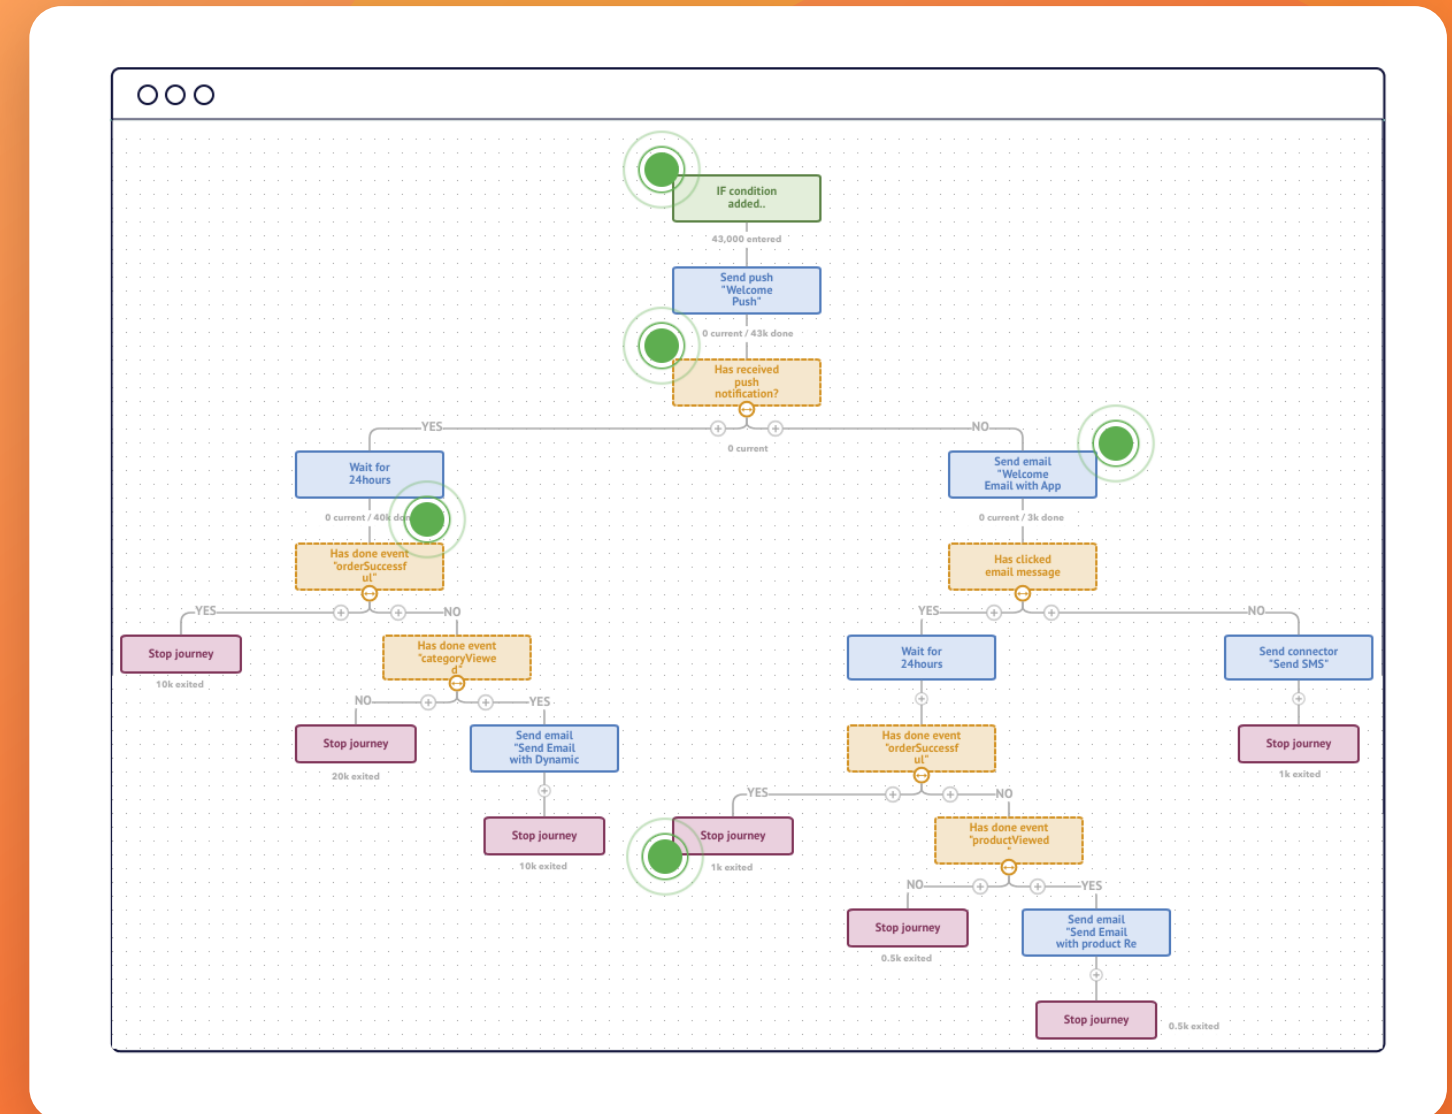 IF condition
added..
43,000 entered
Send push
"Welcome
Push"
0 current / 43k done
Has received
push
notification?
YES
NO
0 current
Wait for
24hours
Send email
"Welcome
Email with App
0 current / 40k
0 current / 3k done
Has done event
"orderSuccessf
ul"
Has clicked
email message
YES
NO
YES
NO
Stop journey
10k exited
Has done event
"categoryViewe
d"
Wait for
24hours
Send connector
"Send SMS"
NO
YES
Stop journey
20k exited
Send email
"Send Email
with Dynamic
Has done event
"orderSuccessf
ul"
Stop journey
1k exited
YES
NO
Stop journey
10k exited
Stop journey
1k exited
Has done event
"productViewed
"
NO
YES
Stop journey
0.5k exited
Send email
"Send Email
with product Re
Stop journey
0.5k exited